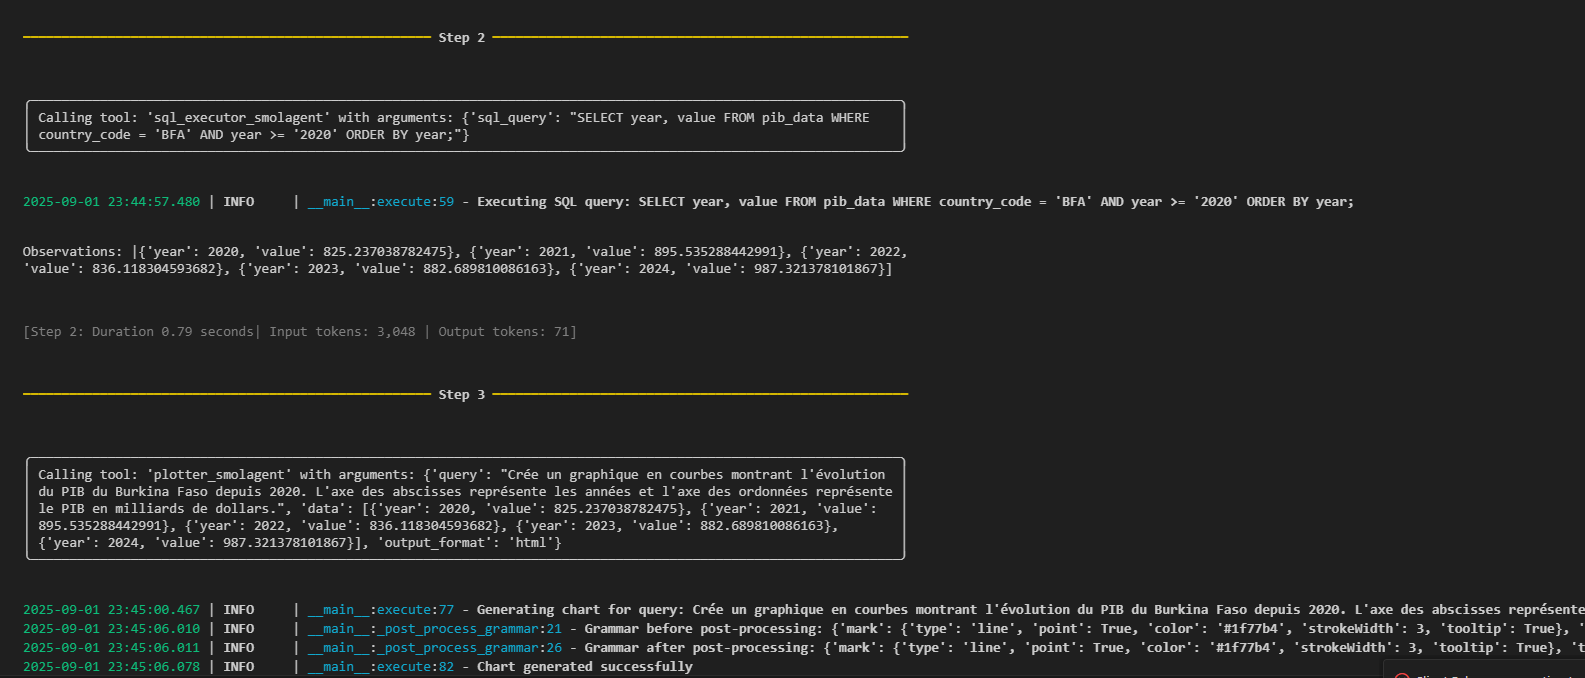 Step 2
Calling tool: 'sql_executor_smolagent' with arguments: {'sql_query': "SELECT year, value FROM pib_data WHERE
country_code = 'BFA' AND year >= '2020' ORDER BY year;"}
2025-09-01 23:44:57.480 | INFO     | __main__:execute:59 - Executing SQL query: SELECT year, value FROM pib_data WHERE country_code = 'BFA' AND year >= '2020' ORDER BY year;
Observations: [{'year': 2020, 'value': 825.237038782475}, {'year': 2021, 'value': 895.535288442991}, {'year': 2022,
'value': 836.118304593682}, {'year': 2023, 'value': 882.689810086163}, {'year': 2024, 'value': 987.321378101867}]
[Step 2: Duration 0.79 seconds| Input tokens: 3,048 | Output tokens: 71]
Step 3
Calling tool: 'plotter_smolagent' with arguments: {'query': "Crée un graphique en courbes montrant l'évolution
du PIB du Burkina Faso depuis 2020. L'axe des abscisses représente les années et l'axe des ordonnées représente
le PIB en milliards de dollars.", 'data': [{'year': 2020, 'value': 825.237038782475}, {'year': 2021, 'value':
895.535288442991}, {'year': 2022, 'value': 836.118304593682}, {'year': 2023, 'value': 882.689810086163},
{'year': 2024, 'value': 987.321378101867}], 'output_format': 'html'}
2025-09-01 23:45:00.467 | INFO     | __main__:execute:77 - Generating chart for query: Crée un graphique en courbes montrant l'évolution du PIB du Burkina Faso depuis 2020. L'axe des abscisses représente
2025-09-01 23:45:06.010 | INFO     | __main__:_post_process_grammar:21 - Grammar before post-processing: {'mark': {'type': 'line', 'point': True, 'color': '#1f77b4', 'strokeWidth': 3, 'tooltip': True}, '
2025-09-01 23:45:06.011 | INFO     | __main__:_post_process_grammar:26 - Grammar after post-processing: {'mark': {'type': 'line', 'point': True, 'color': '#1f77b4', 'strokeWidth': 3, 'tooltip': True}, 't
2025-09-01 23:45:06.078 | INFO     | __main__:execute:82 - Chart generated successfully